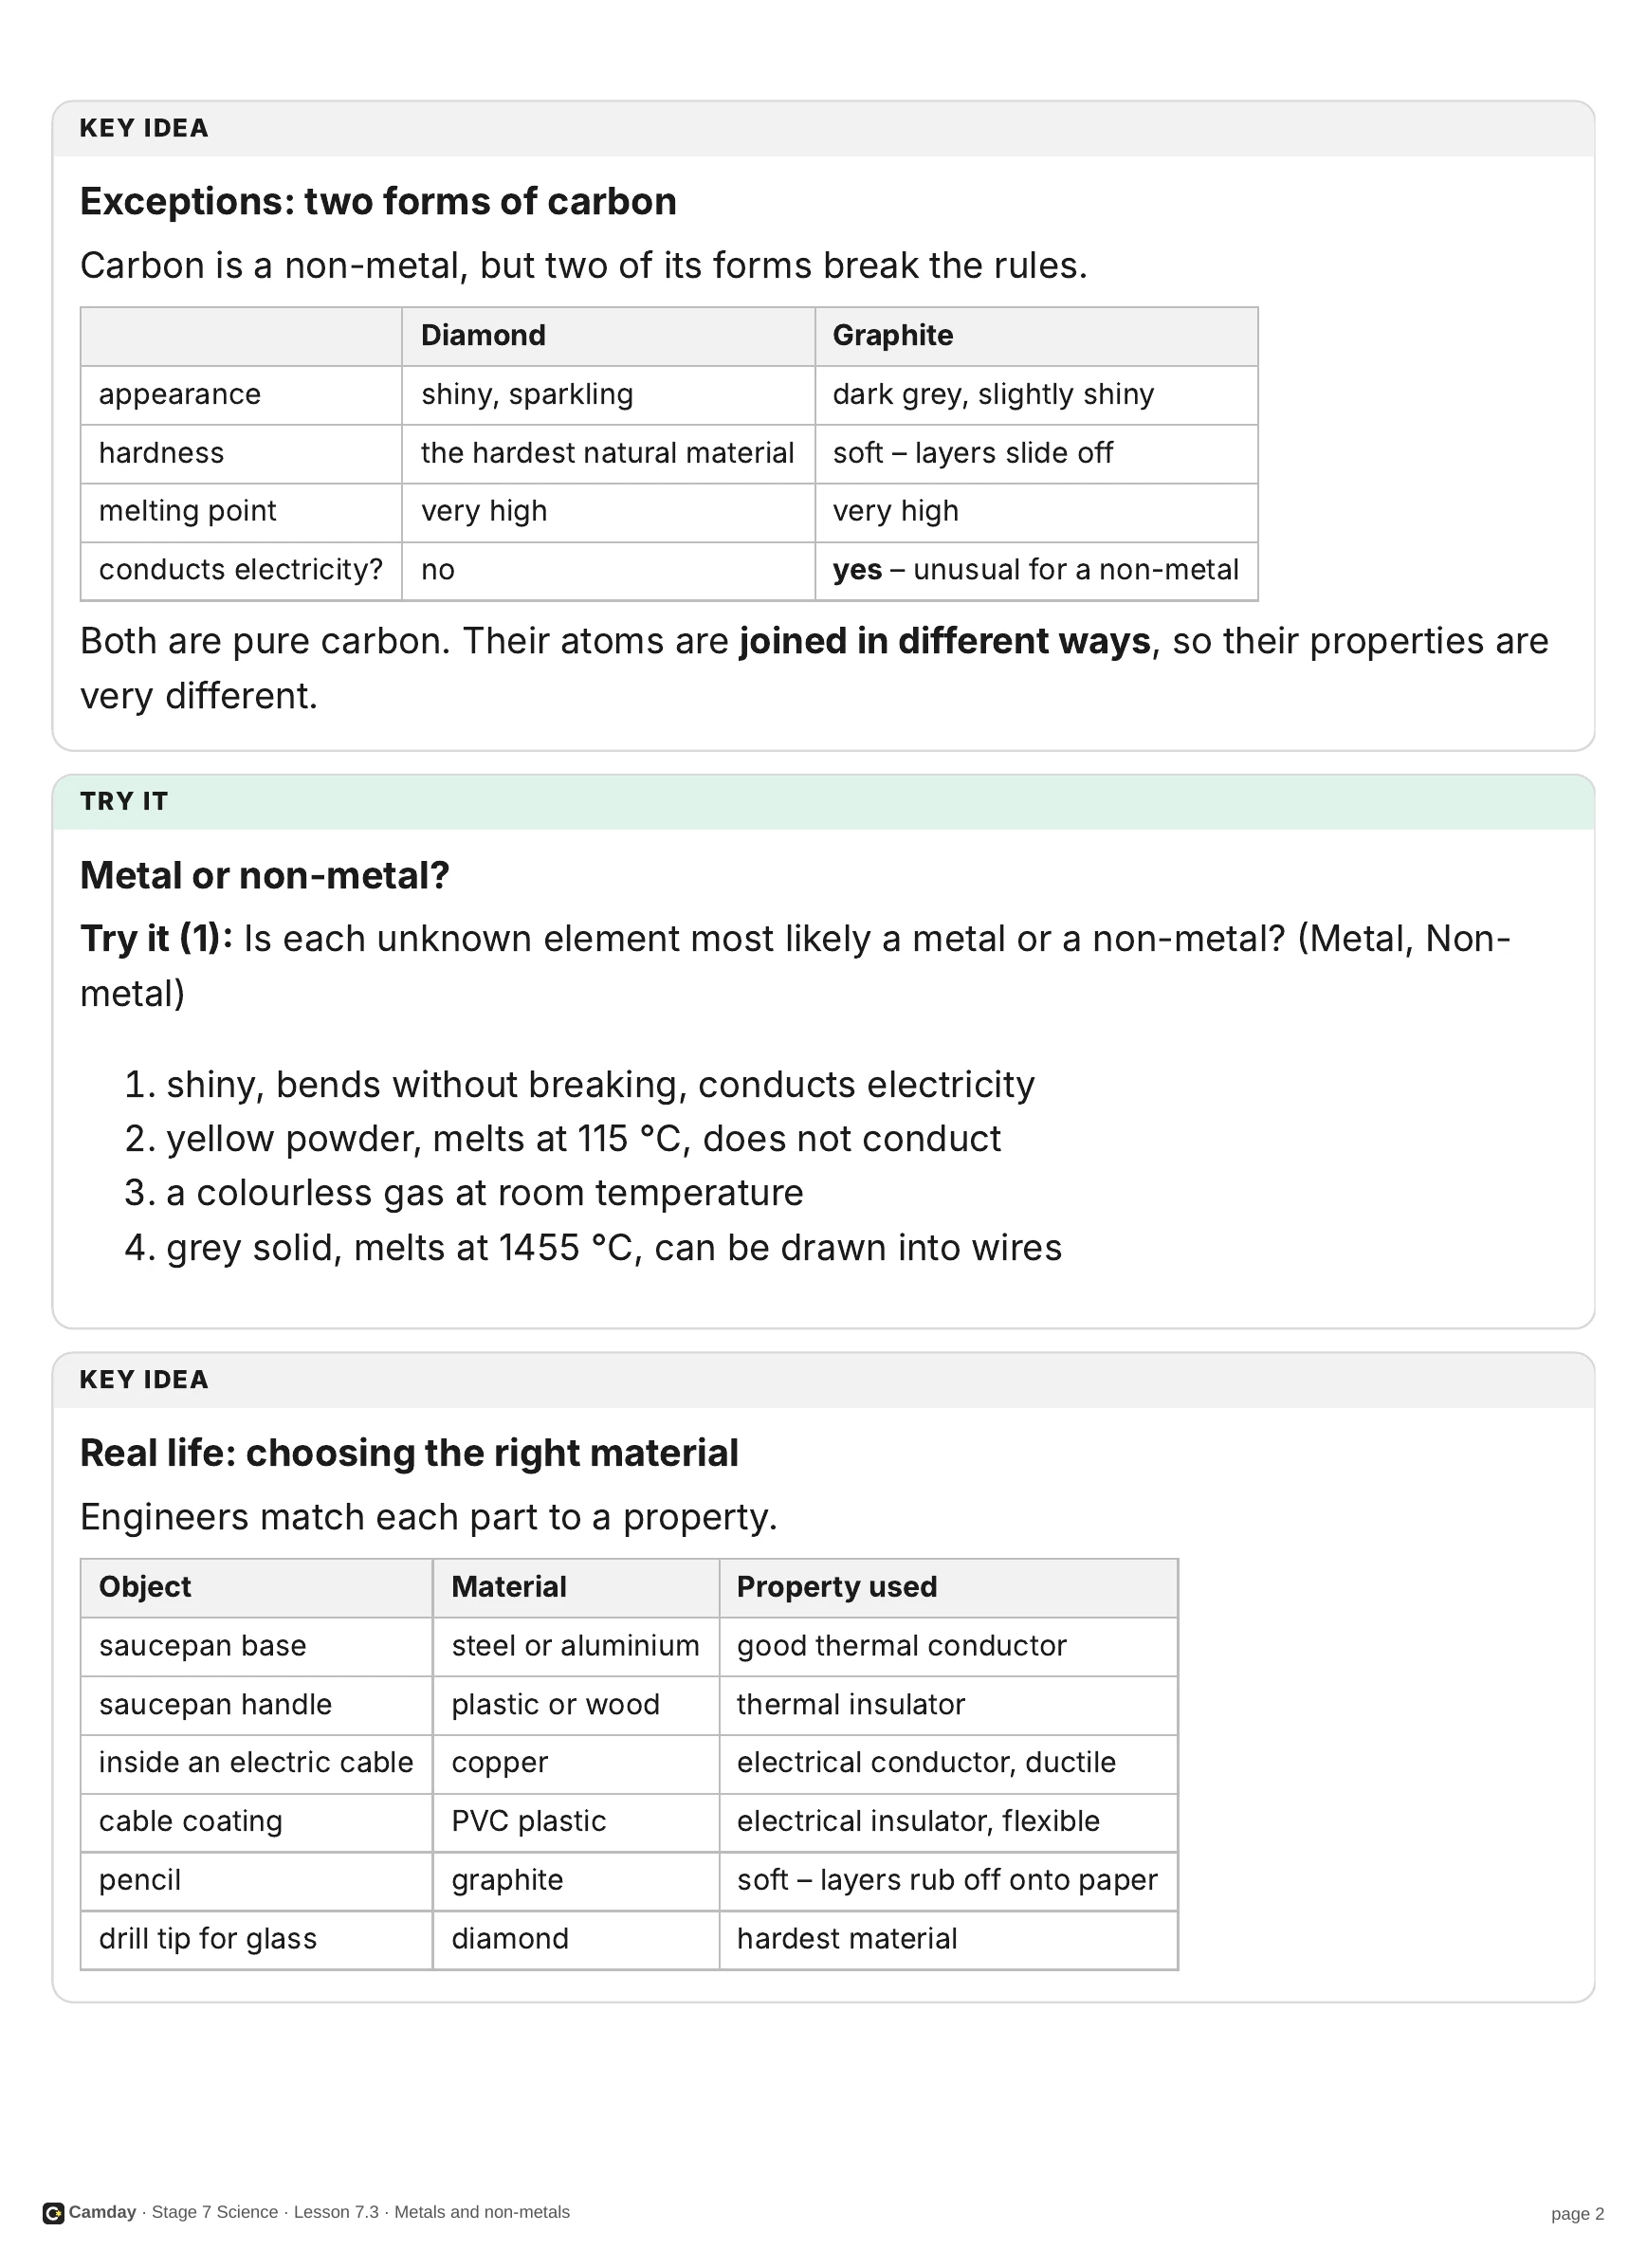 KEY IDEA
Exceptions: two forms of carbon
Carbon is a non-metal, but two of its forms break the rules.
Diamond Graphite
appearance shiny, sparkling dark grey, slightly shiny
hardness the hardest natural material soft – layers slide off
melting point very high very high
conducts electricity? no yes – unusual for a non-metal
Both are pure carbon. Their atoms are joined in different ways, so their properties are
very different.
TRY IT
Metal or non-metal?
Try it (1): Is each unknown element most likely a metal or a non-metal? (Metal, Non-
metal)
1. shiny, bends without breaking, conducts electricity
2. yellow powder, melts at 115 °C, does not conduct
3. a colourless gas at room temperature
4. grey solid, melts at 1455 °C, can be drawn into wires
KEY IDEA
Real life: choosing the right material
Engineers match each part to a property.
Object Material Property used
saucepan base steel or aluminium good thermal conductor
saucepan handle plastic or wood thermal insulator
inside an electric cable copper electrical conductor, ductile
cable coating PVC plastic electrical insulator, flexible
pencil graphite soft – layers rub off onto paper
drill tip for glass diamond hardest material
Camday · Stage 7 Science · Lesson 7.3 · Metals and non-metals page 2